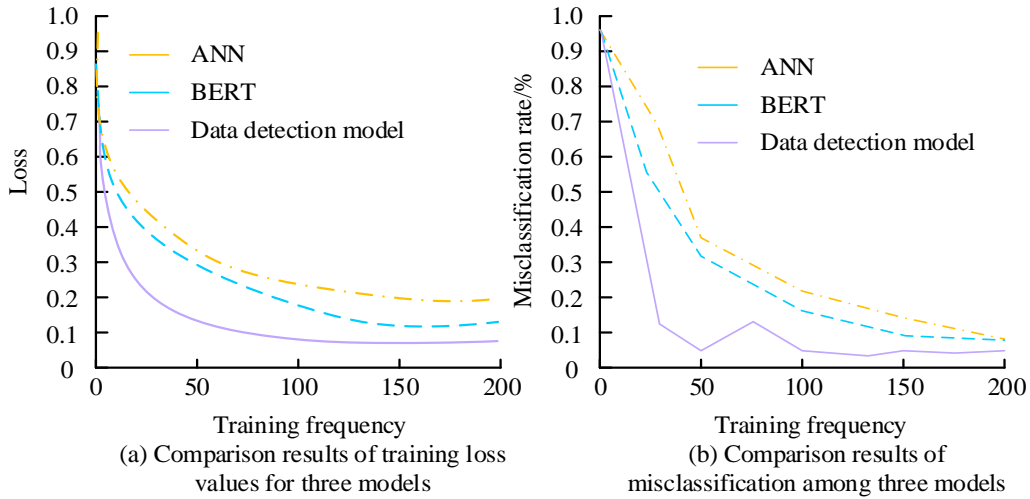 1.0
0.9
0.8
0.7
0.6
0.5
0.4
0.3
0.2
0.1
0
Loss
ANN
BERT
Data detection model
0 50 100 150 200
Training frequency
(a) Comparison results of training loss
values for three models
1.0
0.9
0.8
0.7
0.6
0.5
0.4
0.3
0.2
0.1
0
Misclassification rate/%
ANN
BERT
Data detection model
0 50 100 150 200
Training frequency
(b) Comparison results of
misclassification among three models